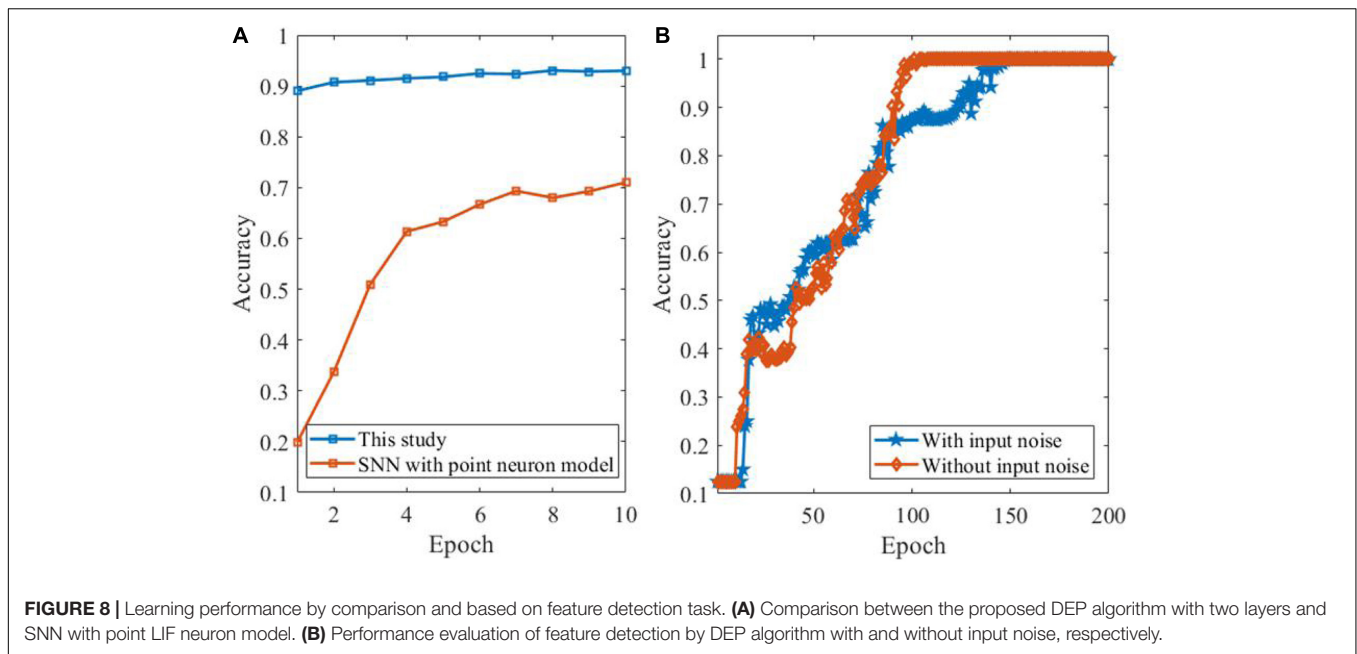 A
1
0.9
0.8
0.7
0.6
0.5
0.4
0.3
0.2
0.1
Accuracy
This study
SNN with point neuron model
2 4 6 8 10
Epoch
B
1
0.9
0.8
0.7
0.6
0.5
0.4
0.3
0.2
0.1
Accuracy
With input noise
Without input noise
50 100 150 200
Epoch
FIGURE 8 | Learning performance by comparison and based on feature detection task. (A) Comparison between the proposed DEP algorithm with two layers and
SNN with point LIF neuron model. (B) Performance evaluation of feature detection by DEP algorithm with and without input noise, respectively.